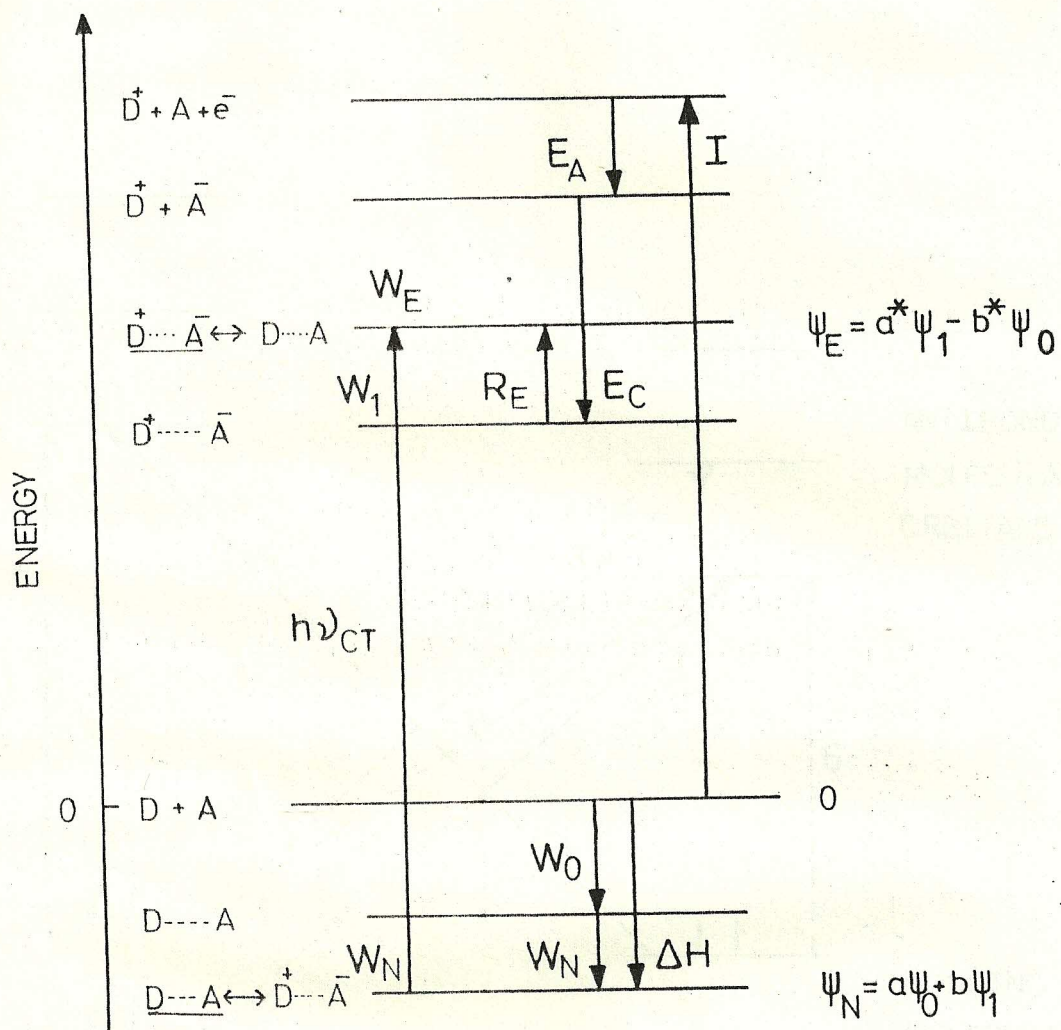 D⁺ + A + e⁻
E_A
I
D⁺ + A⁻
W_E
D⁺····A⁻ ↔ D····A
ψ_E = a*ψ₁ - b*ψ₀
W₁
R_E
E_C
D⁺-----A⁻
ENERGY
hν_CT
0
D + A
0
W₀
D----A
W_N
W_N
ΔH
D---A ↔ D⁺----A⁻
ψ_N = aψ₀ + bψ₁